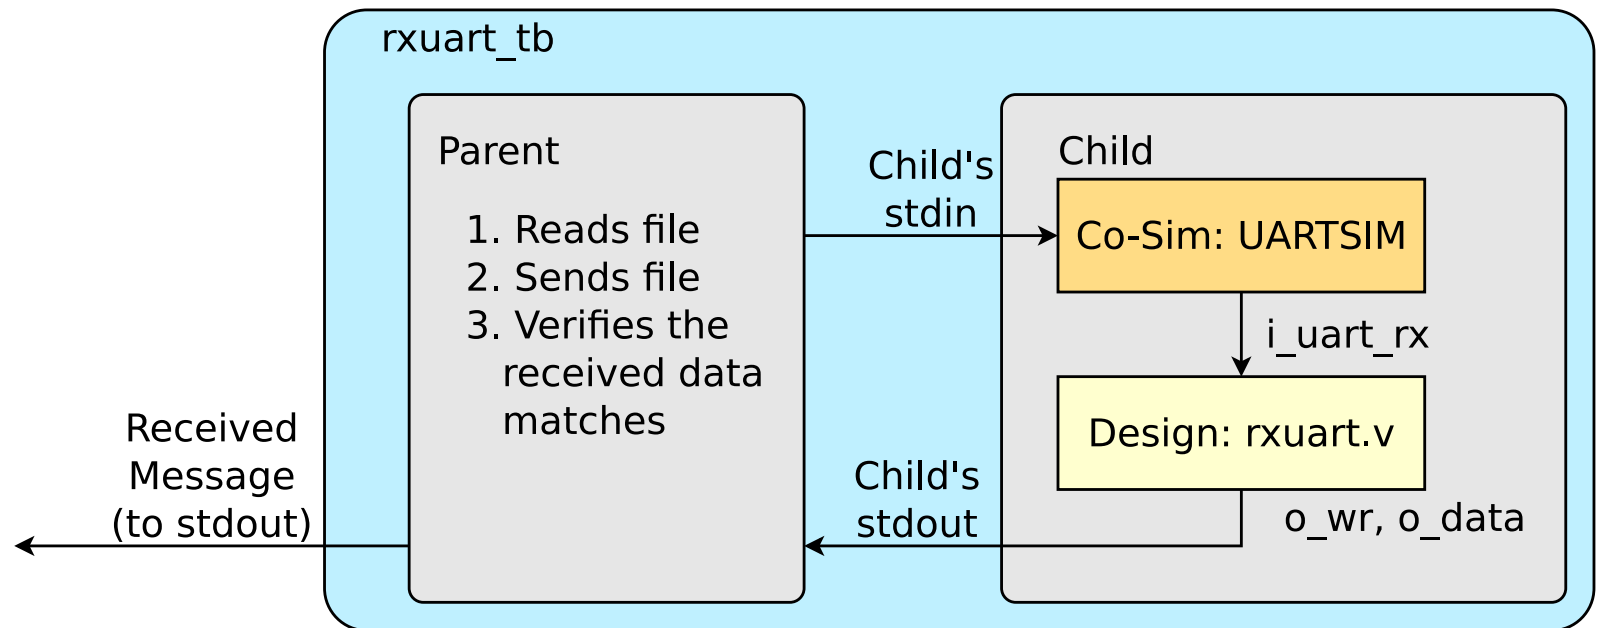 rxuart_tb
Parent
1. Reads file
2. Sends file
3. Verifies the
received data
matches
Child's
stdin
Child
Co-Sim: UARTSIM
i_uart_rx
Design: rxuart.v
o_wr, o_data
Child's
stdout
Received
Message
(to stdout)